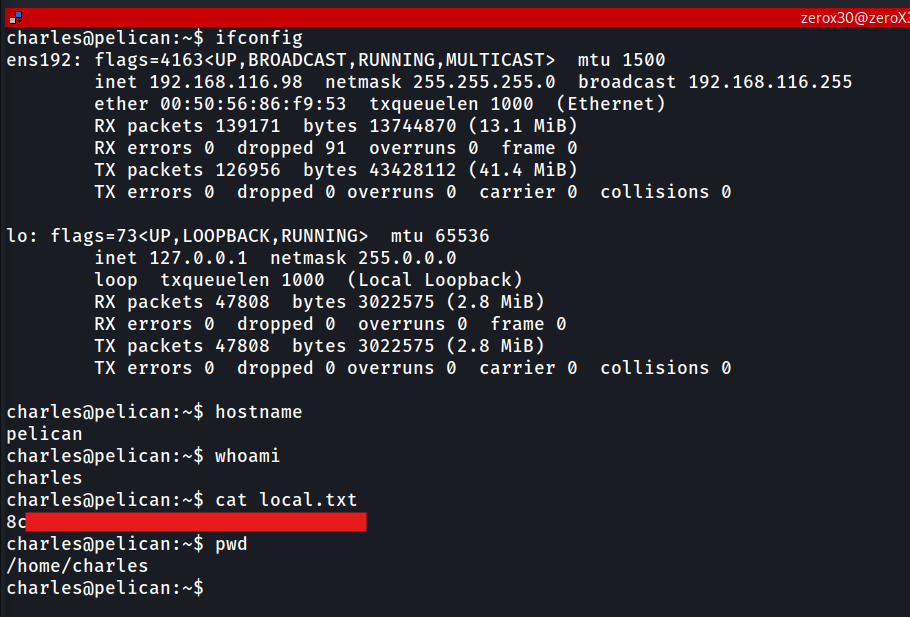 zerox30@zeroX3
charles@pelican:~$ ifconfig
ens192: flags=4163<UP,BROADCAST,RUNNING,MULTICAST>  mtu 1500
        inet 192.168.116.98  netmask 255.255.255.0  broadcast 192.168.116.255
        ether 00:50:56:86:f9:53  txqueuelen 1000  (Ethernet)
        RX packets 139171  bytes 13744870 (13.1 MiB)
        RX errors 0  dropped 91  overruns 0  frame 0
        TX packets 126956  bytes 43428112 (41.4 MiB)
        TX errors 0  dropped 0 overruns 0  carrier 0  collisions 0
lo: flags=73<UP,LOOPBACK,RUNNING>  mtu 65536
        inet 127.0.0.1  netmask 255.0.0.0
        loop  txqueuelen 1000  (Local Loopback)
        RX packets 47808  bytes 3022575 (2.8 MiB)
        RX errors 0  dropped 0  overruns 0  frame 0
        TX packets 47808  bytes 3022575 (2.8 MiB)
        TX errors 0  dropped 0 overruns 0  carrier 0  collisions 0
charles@pelican:~$ hostname
pelican
charles@pelican:~$ whoami
charles
charles@pelican:~$ cat local.txt
8c
charles@pelican:~$ pwd
/home/charles
charles@pelican:~$